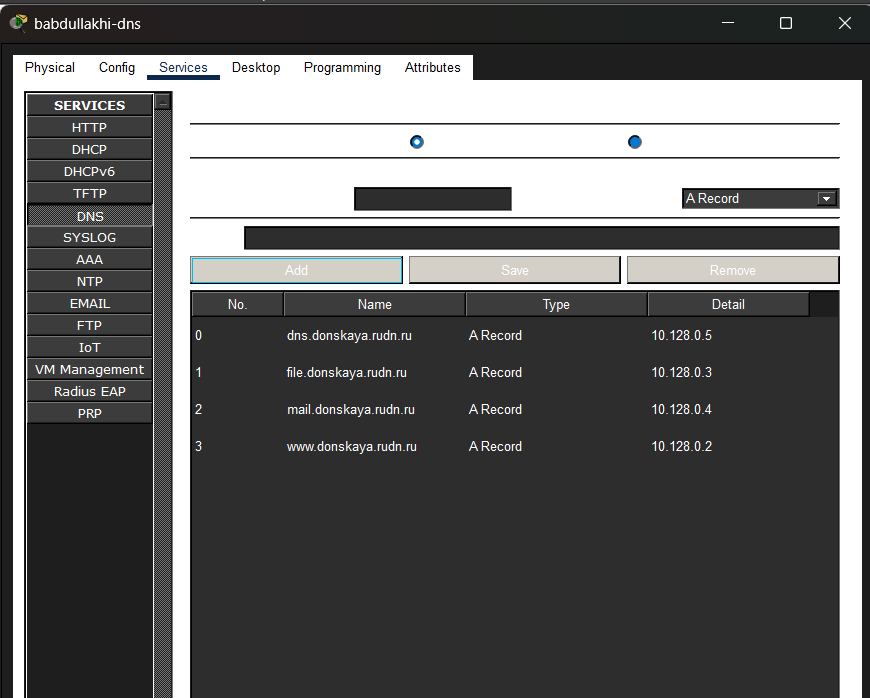 babdullakhi-dns
Physical Config Services Desktop Programming Attributes
SERVICES
HTTP
DHCP
DHCPv6
TFTP
DNS
SYSLOG
AAA
NTP
EMAIL
FTP
IoT
VM Management
Radius EAP
PRP
A Record
Add Save Remove
No. Name Type Detail
0 dns.donskaya.rudn.ru A Record 10.128.0.5
1 file.donskaya.rudn.ru A Record 10.128.0.3
2 mail.donskaya.rudn.ru A Record 10.128.0.4
3 www.donskaya.rudn.ru A Record 10.128.0.2